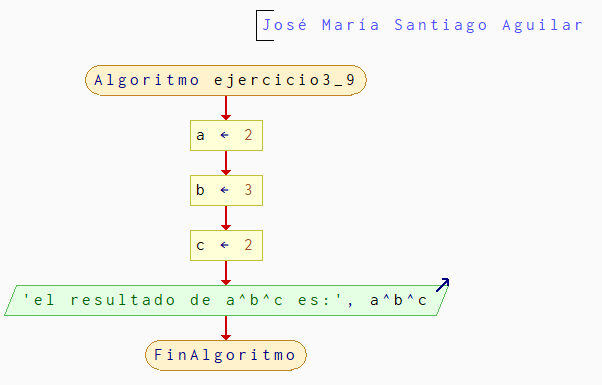 José María Santiago Aguilar
Algoritmo ejercicio3_9
a ← 2
b ← 3
c ← 2
'el resultado de a^b^c es:', a^b^c
FinAlgoritmo